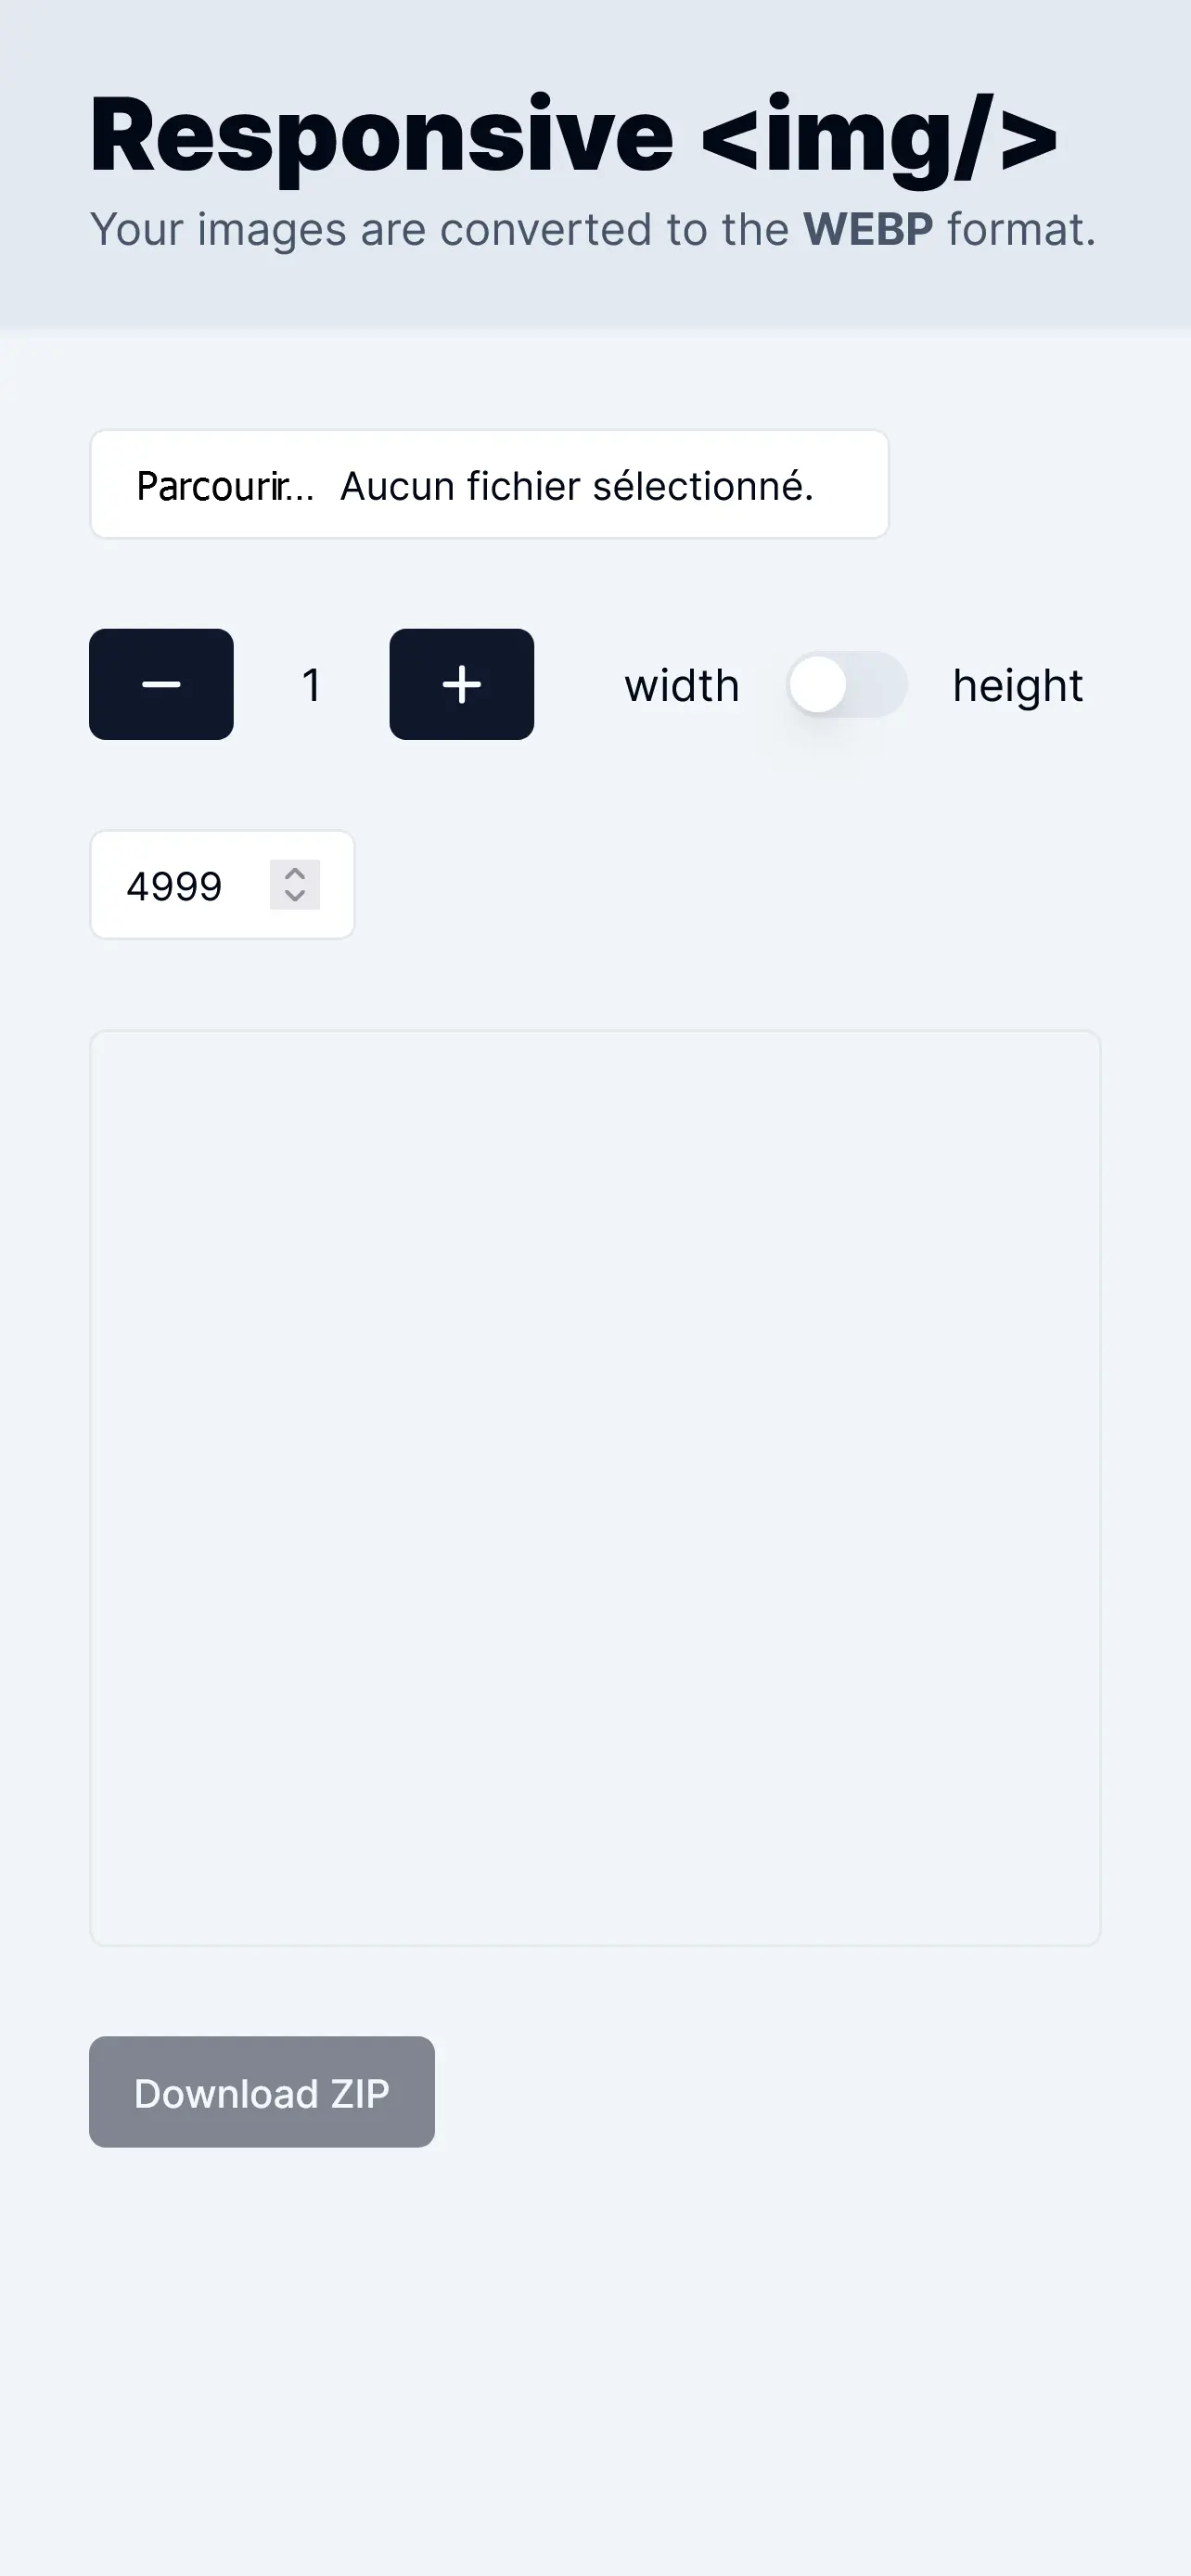 Responsive <img/>
Your images are converted to the WEBP format.
Parcourir... Aucun fichier sélectionné.
1 width height
4999
Download ZIP